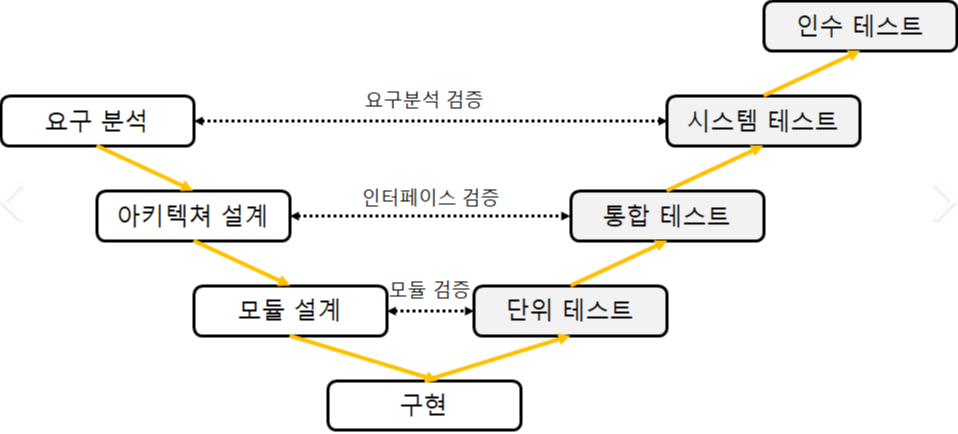 인수 테스트
요구분석 검증
요구 분석
시스템 테스트
인터페이스 검증
아키텍쳐 설계
통합 테스트
모듈 검증
모듈 설계
단위 테스트
구현